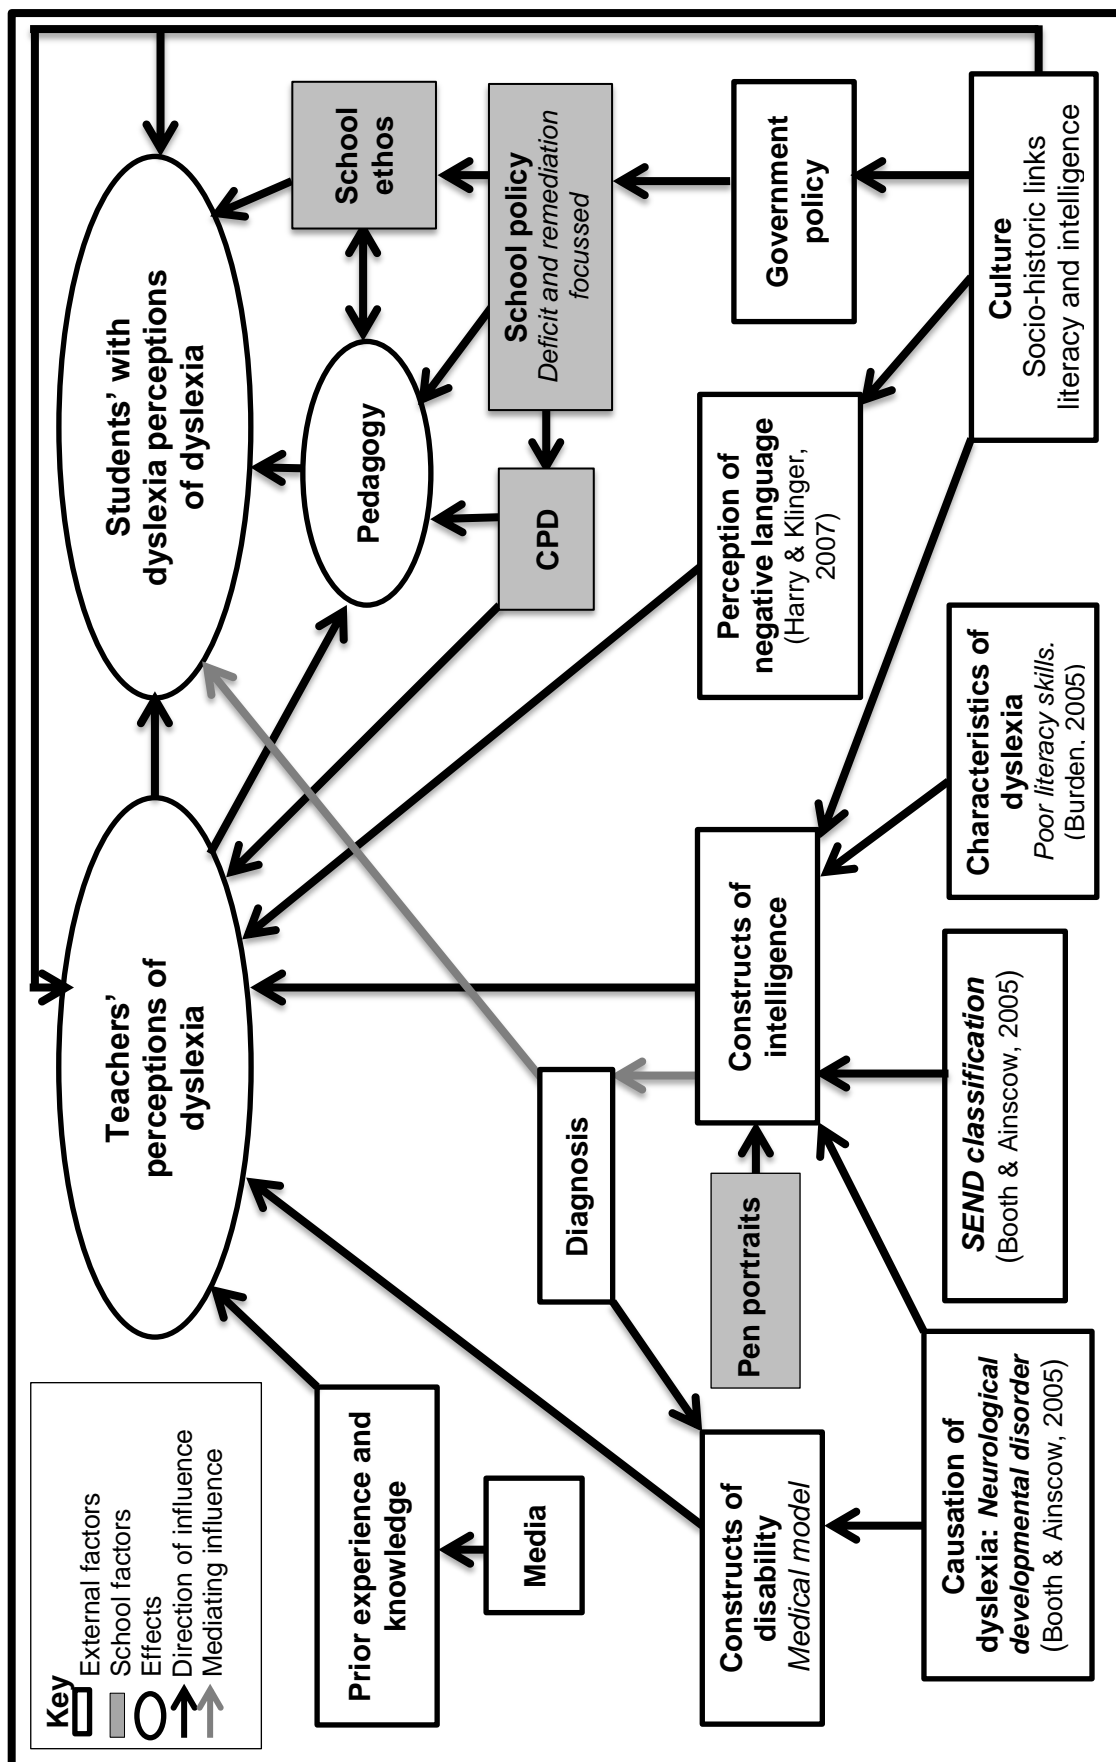 Key
External factors
School factors
Effects
Direction of influence
Mediating influence
Teachers’
perceptions of
dyslexia
Students’ with
dyslexia perceptions
of dyslexia
Prior experience and
knowledge
Media
Pedagogy
School
ethos
School policy
Deficit and remediation
focussed
CPD
Diagnosis
Government
policy
Perception of
negative language
(Harry & Klinger,
2007)
Constructs of
disability
Medical model
Pen portraits
Constructs of
intelligence
Culture
Socio-historic links
literacy and intelligence
Causation of
dyslexia: Neurological
developmental disorder
(Booth & Ainscow, 2005)
SEND classification
(Booth & Ainscow, 2005)
Characteristics of
dyslexia
Poor literacy skills.
(Burden. 2005)